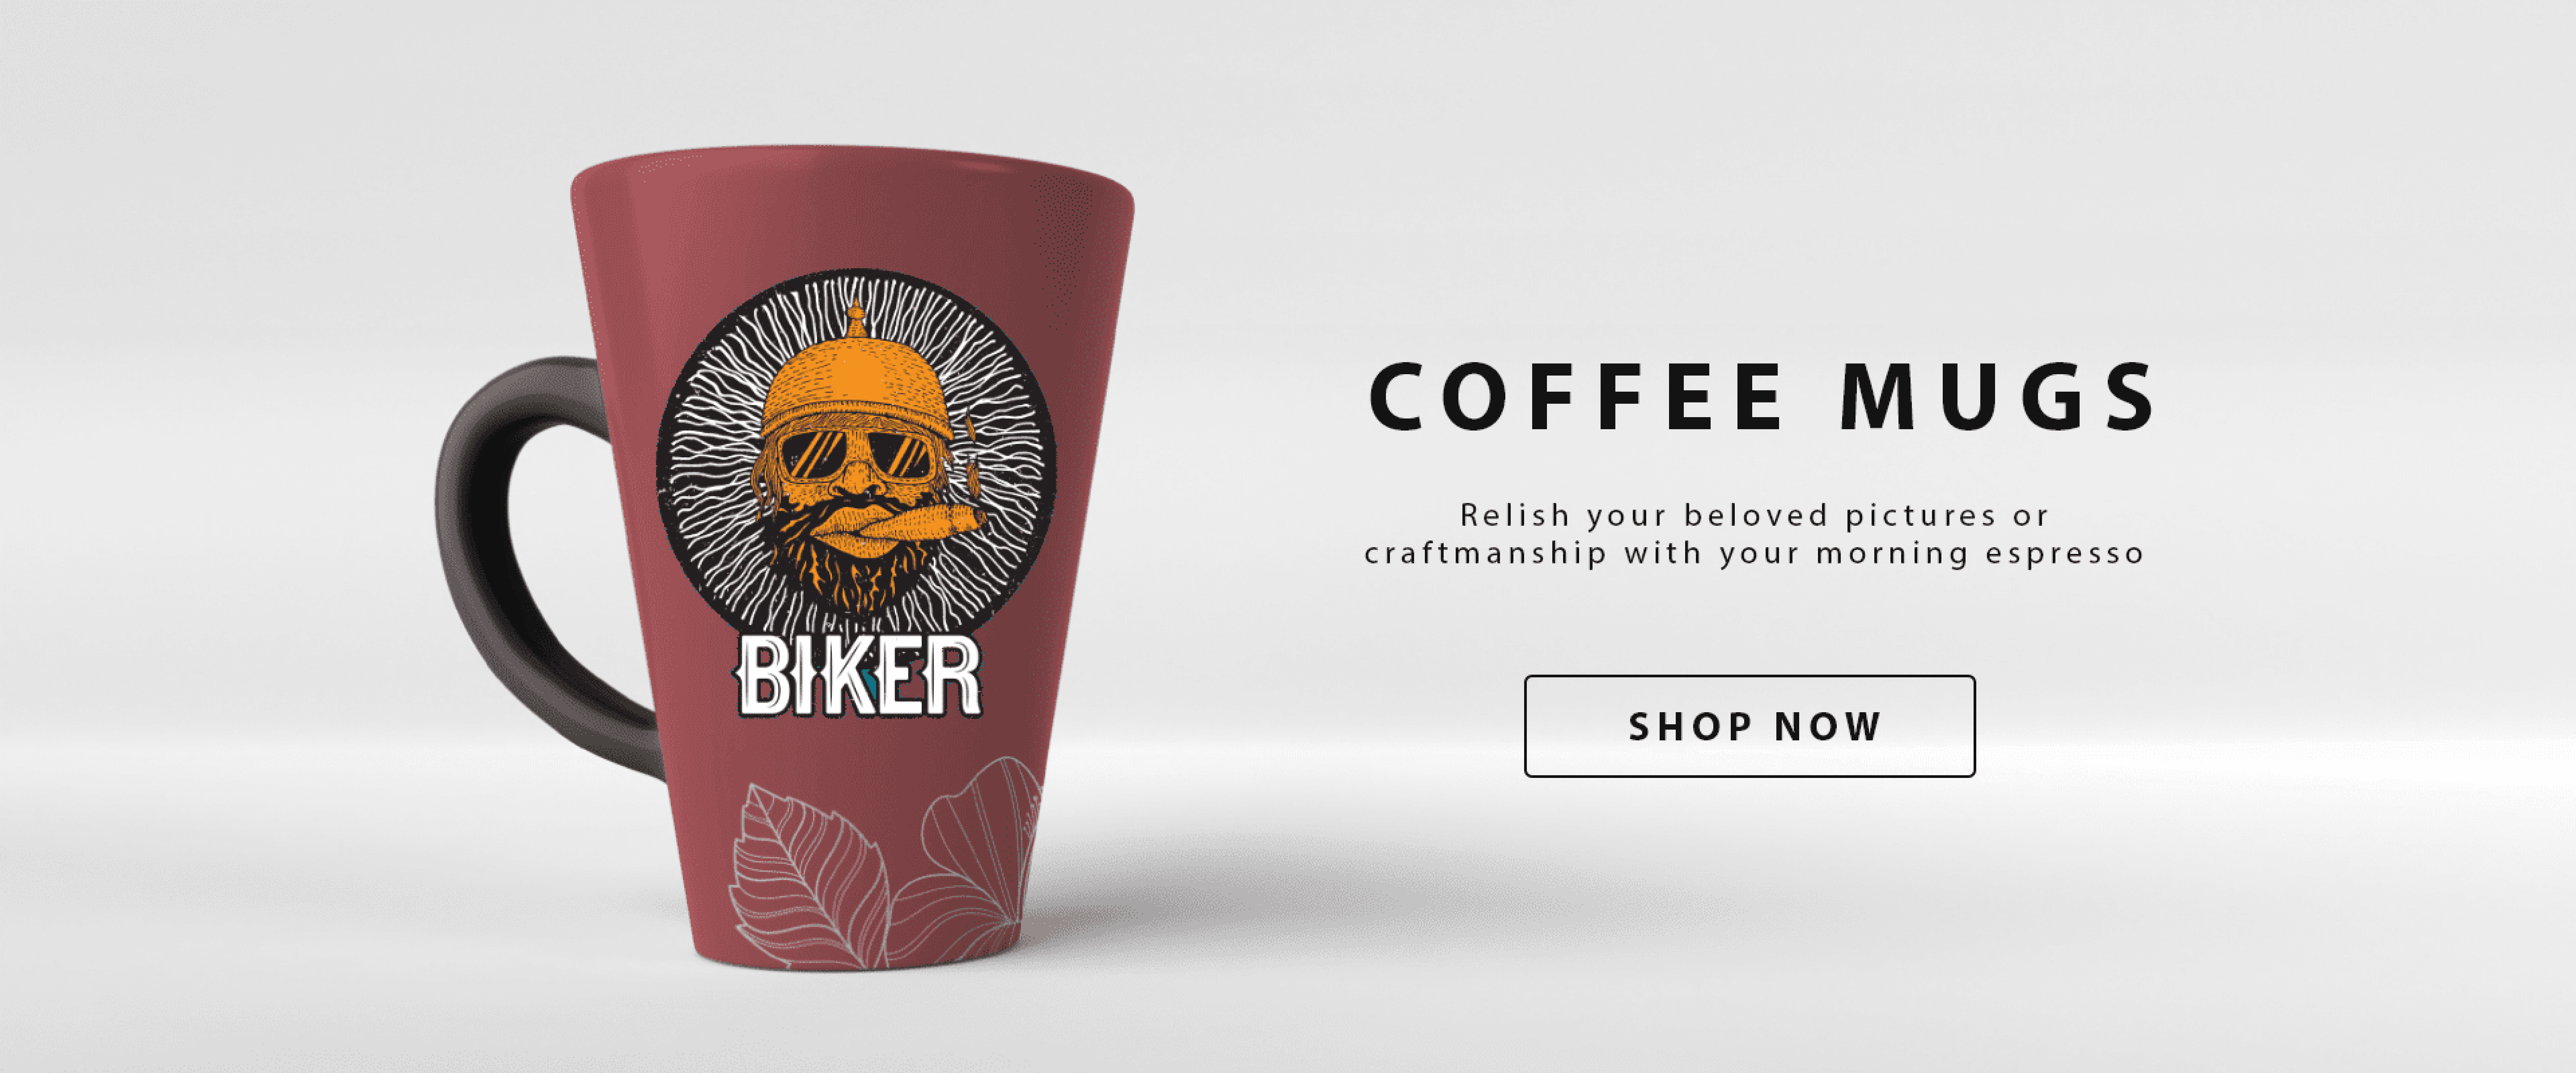 BIKER
COFFEE MUGS
Relish your beloved pictures or
craftmanship with your morning espresso
SHOP NOW